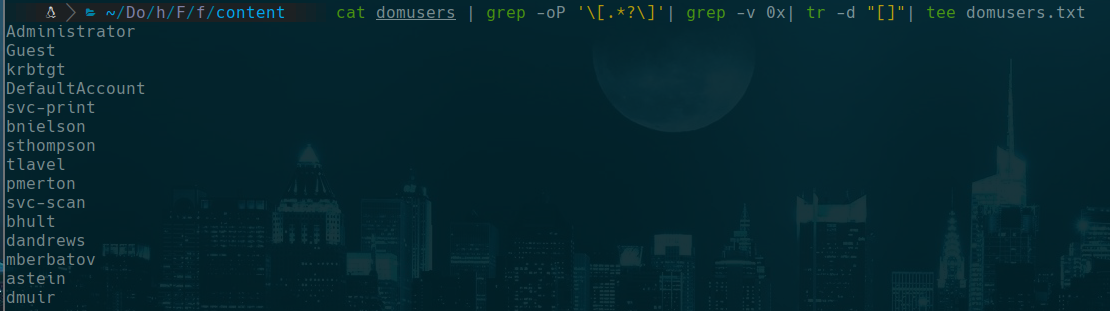 ~/Do/h/F/f/content cat domusers | grep -oP '\[.*?\]'| grep -v 0x| tr -d "[]"| tee domusers.txt
Administrator
Guest
krbtgt
DefaultAccount
svc-print
bnielson
sthompson
tlavel
pmerton
svc-scan
bhult
dandrews
mberbatov
astein
dmuir